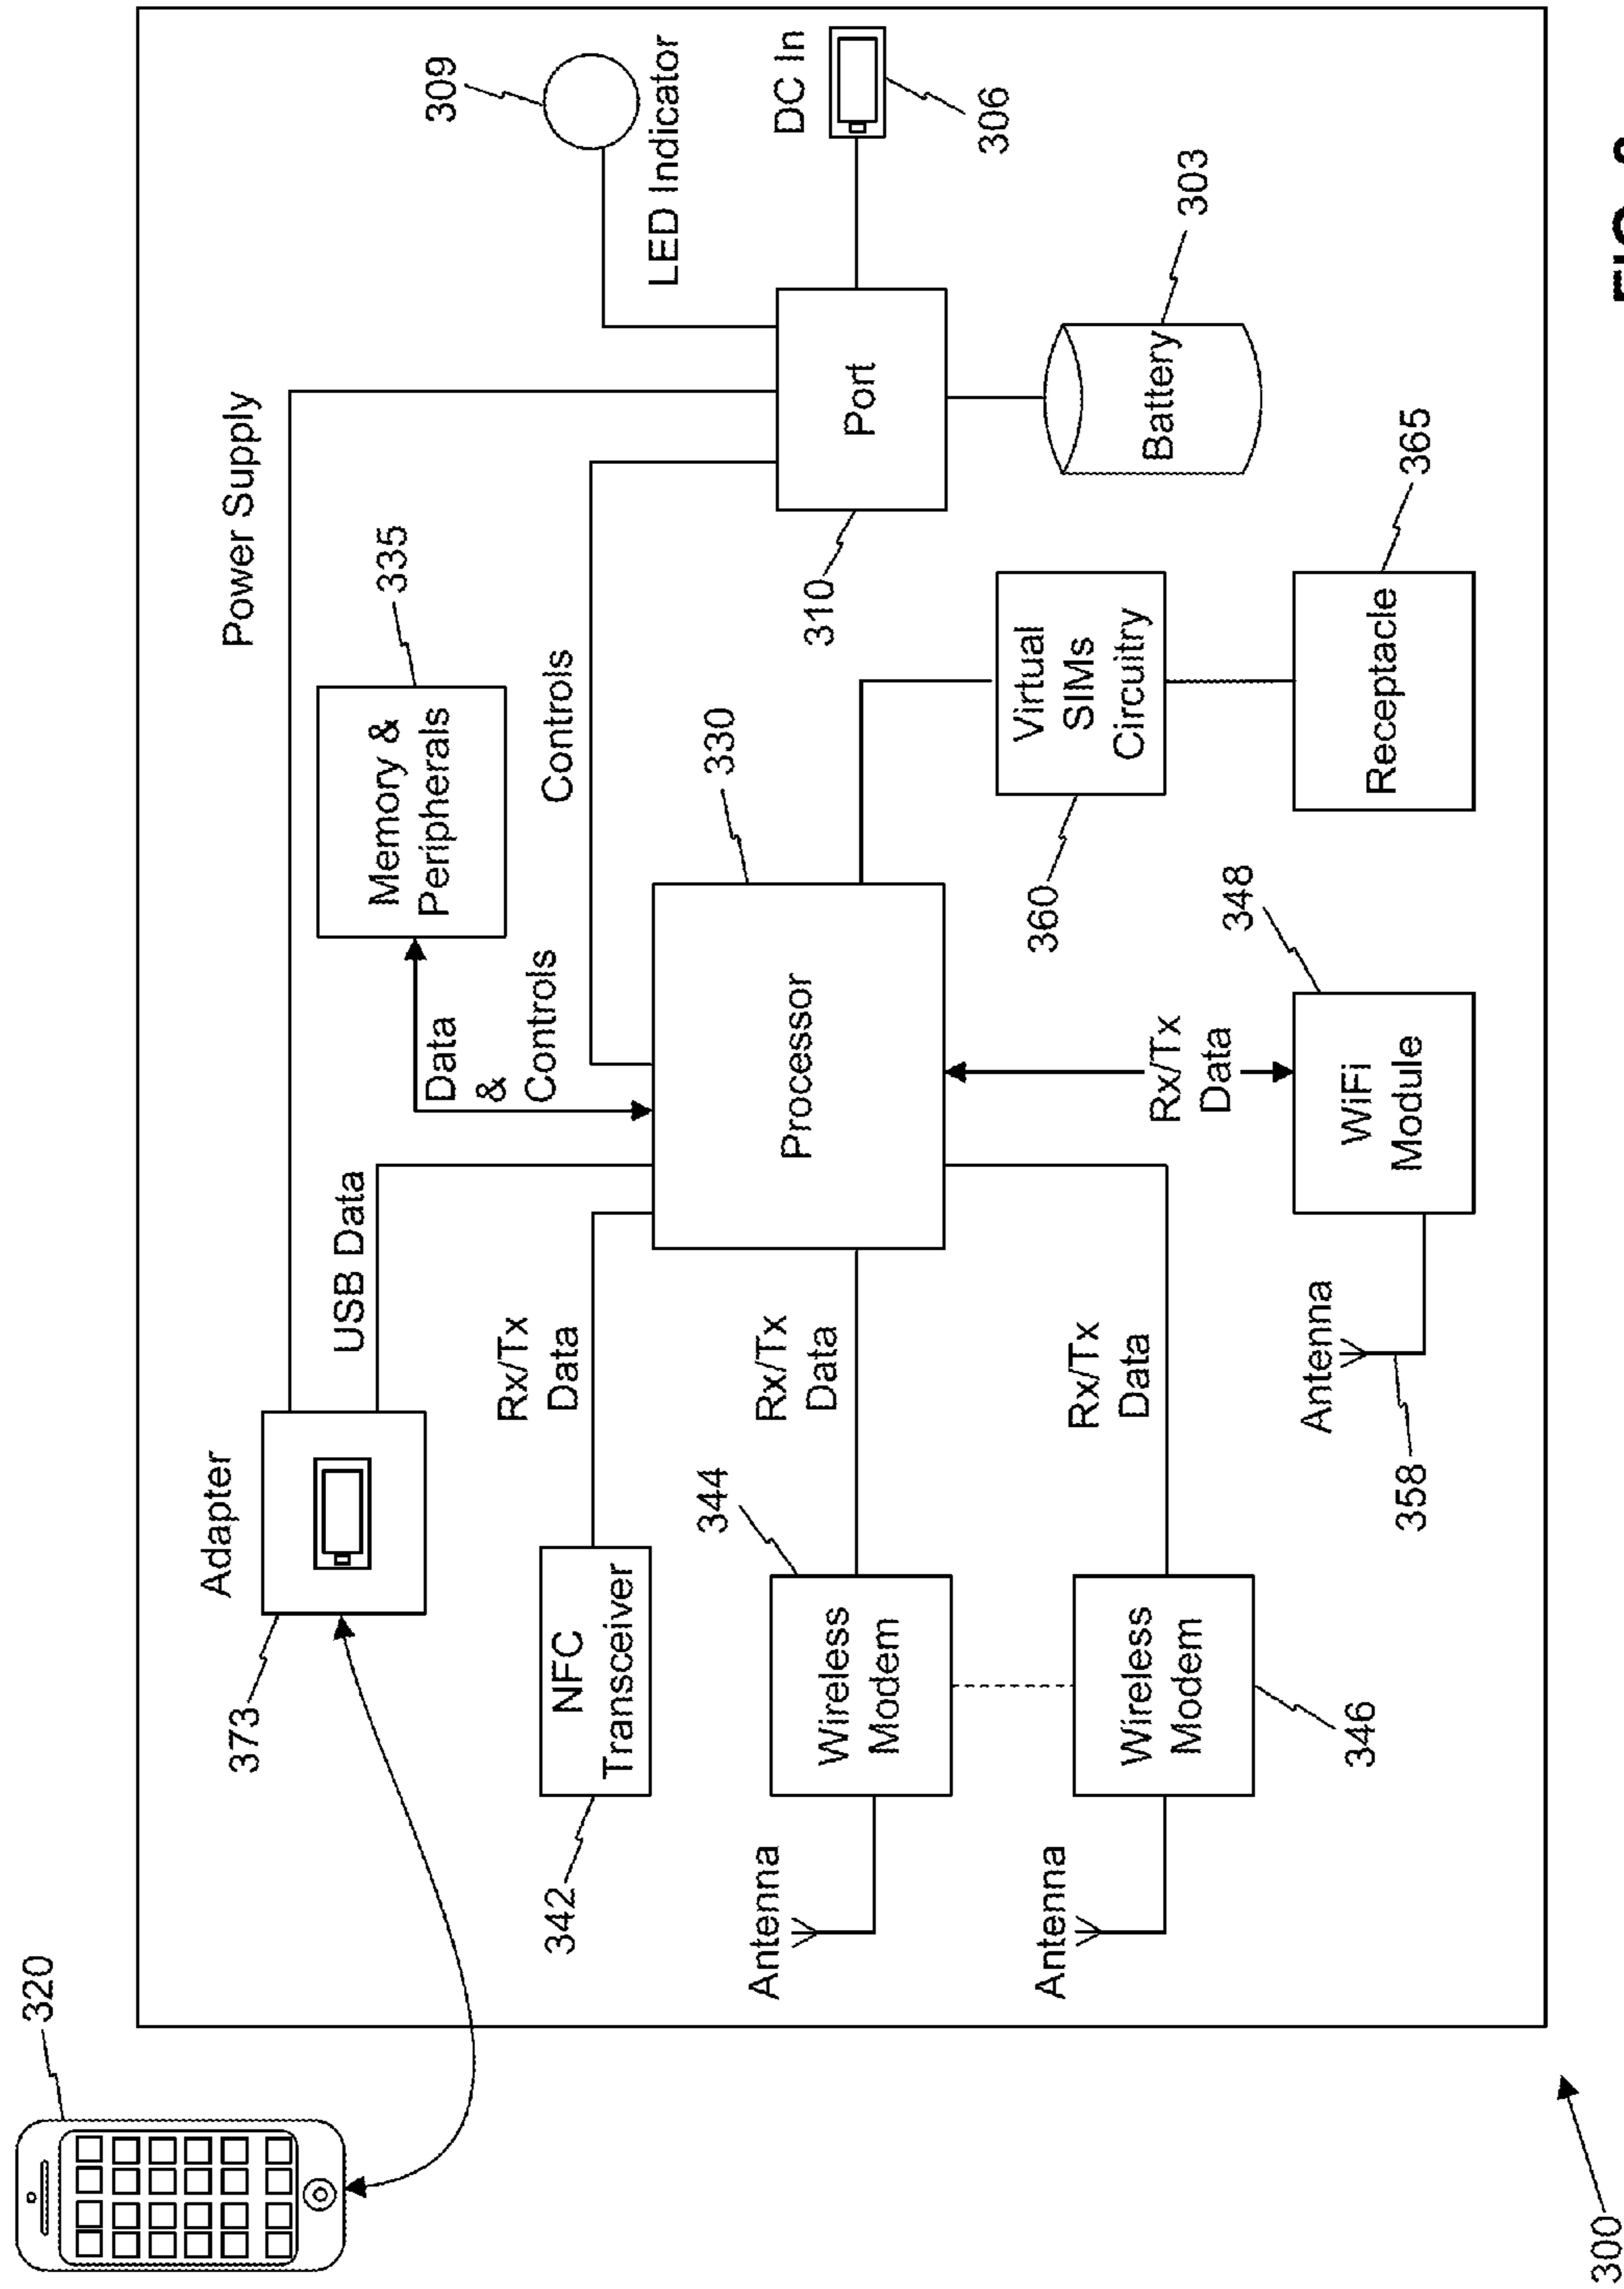 320
300
373
Adapter
USB Data
Power Supply
342
NFC
Transceiver
Rx/Tx
Data
Data
&
Controls
Memory &
Peripherals
335
Controls
309
LED Indicator
Antenna
344
Wireless
Modem
Rx/Tx
Data
Processor
330
310
Port
DC In
306
Antenna
Wireless
Modem
346
Rx/Tx
Data
360
Virtual
SIMs
Circuitry
Battery
303
Antenna
358
WiFi
Module
348
Rx/Tx
Data
Receptacle
365
FIG.